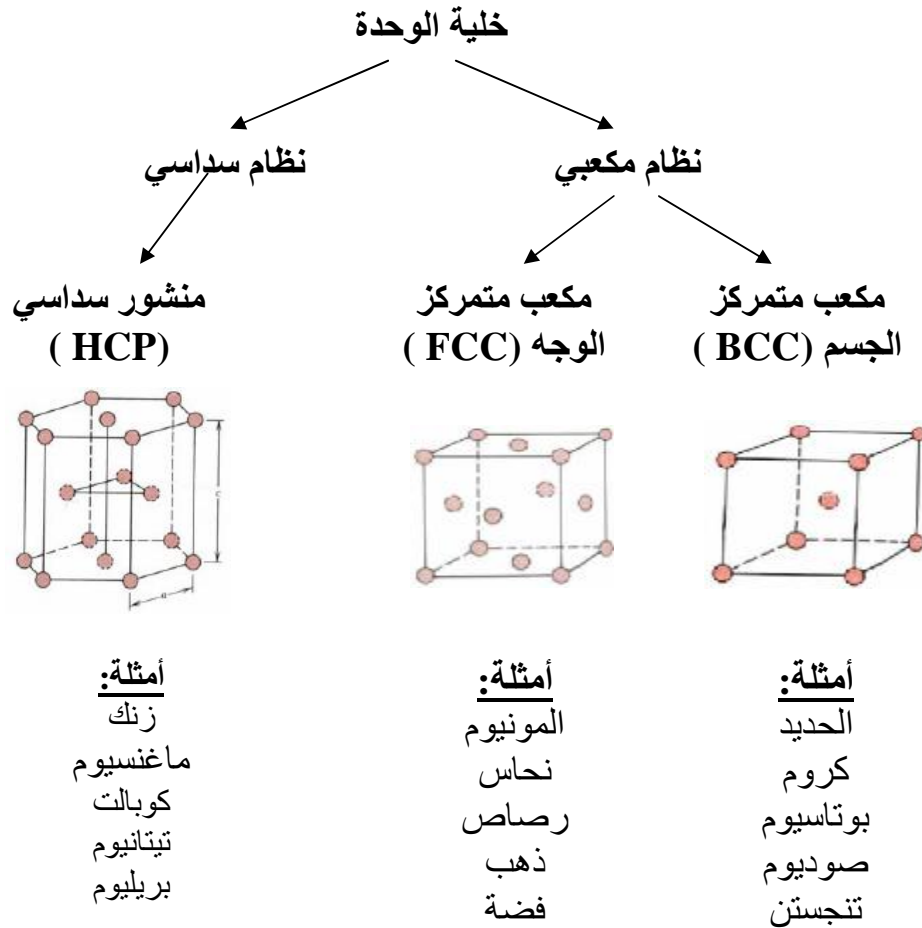 خلية الوحدة
نظام مكعبي
نظام سداسي
مكعب متمركز
الجسم (BCC )
مكعب متمركز
الوجه (FCC )
منشور سداسي
(HCP )
c
a
أمثلة:
الحديد
كروم
بوتاسيوم
صوديوم
تنجستن
أمثلة:
المونيوم
نحاس
رصاص
ذهب
فضة
أمثلة:
زنك
ماغنسيوم
كوبالت
تيتانيوم
بريليوم